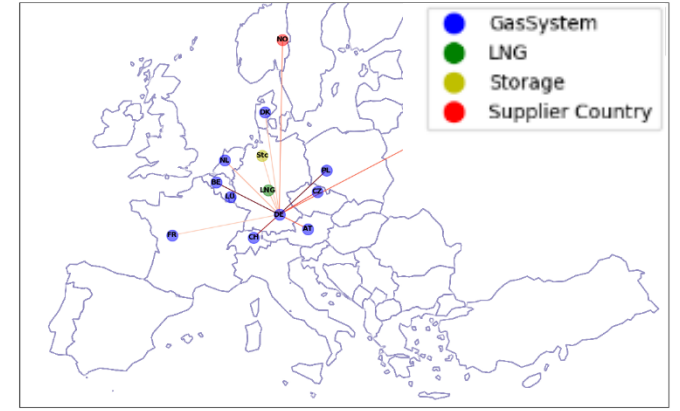 GasSystem
LNG
Storage
Supplier Country
NO
DK
Stc
NL
PL
BE
LNG
CZ
LU
DE
AT
FR
CH